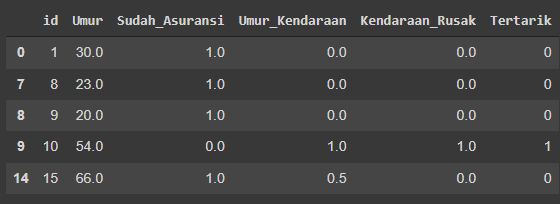 id Umur Sudah_Asuransi Umur_Kendaraan Kendaraan_Rusak Tertarik
0 1 30.0 1.0 0.0 0.0 0
7 8 23.0 1.0 0.0 0.0 0
8 9 20.0 1.0 0.0 0.0 0
9 10 54.0 0.0 1.0 1.0 1
14 15 66.0 1.0 0.5 0.0 0